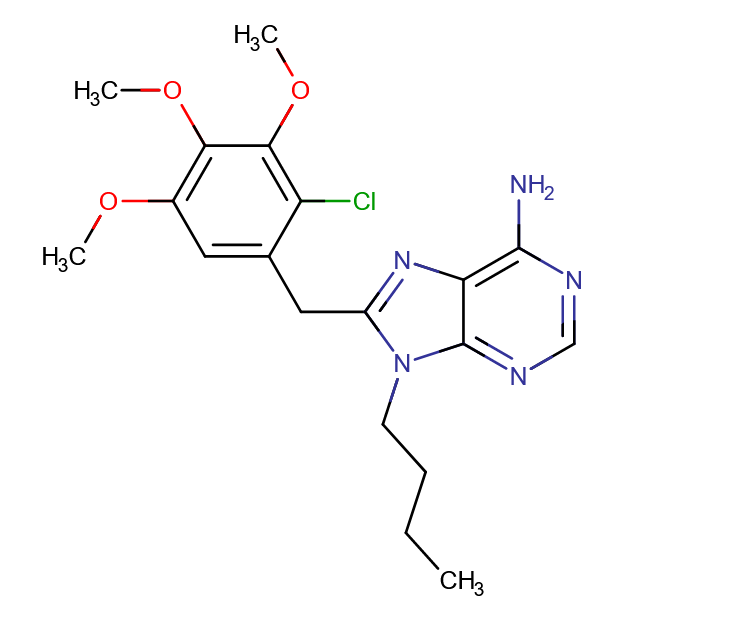 H3C
H3C O O
NH2
O Cl
H3C N N
N N
CH3